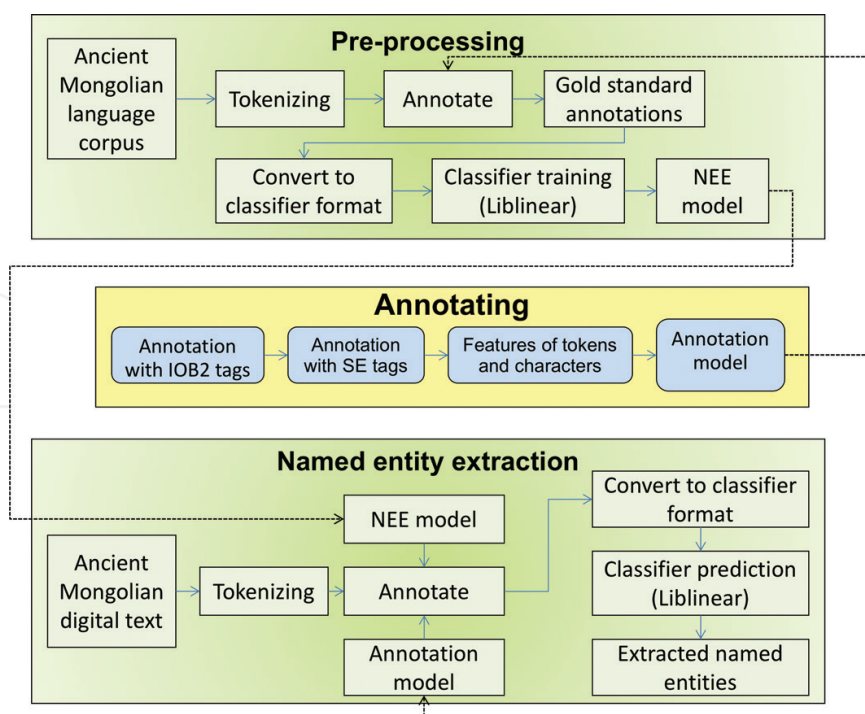 Pre-processing
Ancient
Mongolian
language
corpus
Tokenizing
Annotate
Gold standard
annotations
Convert to
classifier format
Classifier training
(Liblinear)
NEE
model
Annotating
Annotation
with IOB2 tags
Annotation
with SE tags
Features of tokens
and characters
Annotation
model
Named entity extraction
Ancient
Mongolian
digital text
Tokenizing
NEE model
Annotate
Annotation
model
Convert to classifier
format
Classifier prediction
(Liblinear)
Extracted named
entities